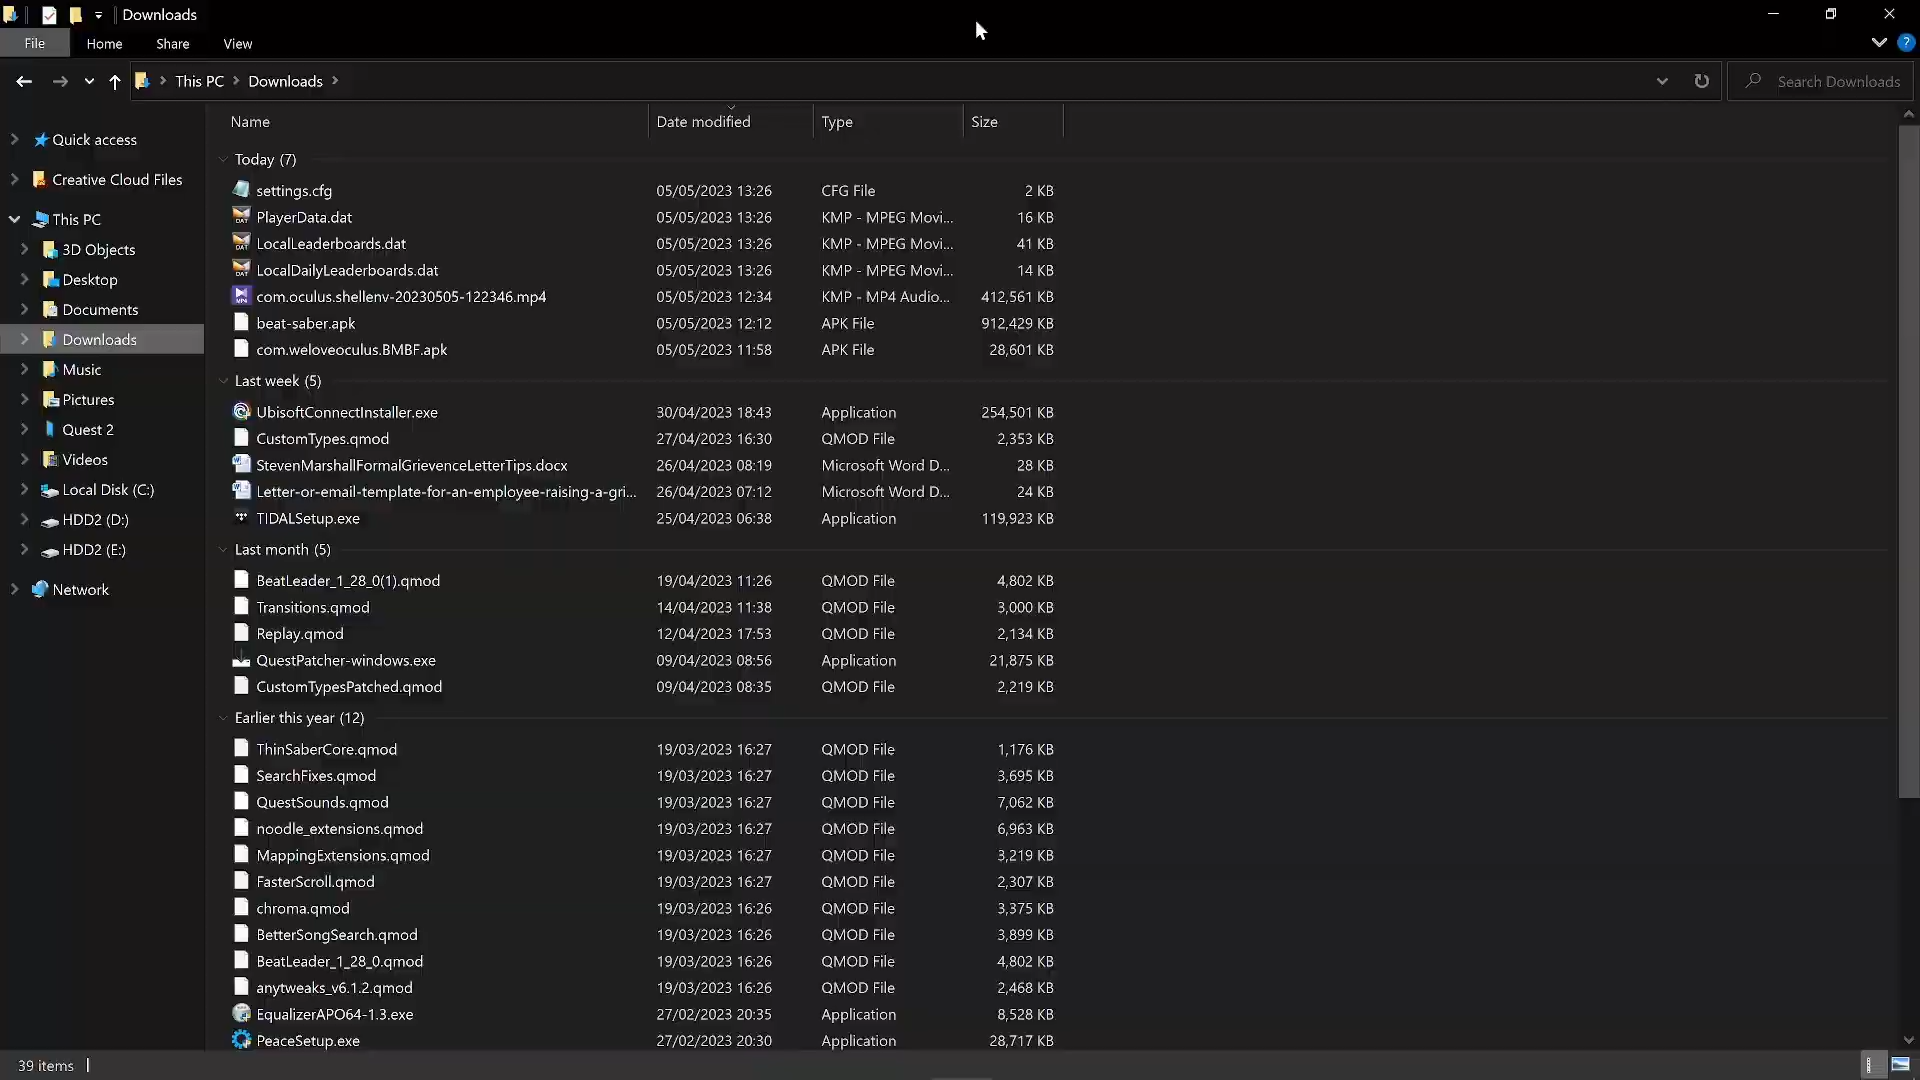 Downloads
File Home Share View
This PC Downloads Search Downloads
Name Date modified Type Size
Quick access
Creative Cloud Files
This PC
3D Objects
Desktop
Documents
Downloads
Music
Pictures
Quest 2
Videos
Local Disk (C:)
HDD2 (D:)
HDD2 (E:)
Network
Today (7)
settings.cfg 05/05/2023 13:26 CFG File 2 KB
PlayerData.dat 05/05/2023 13:26 KMP - MPEG Movi... 16 KB
LocalLeaderboards.dat 05/05/2023 13:26 KMP - MPEG Movi... 41 KB
LocalDailyLeaderboards.dat 05/05/2023 13:26 KMP - MPEG Movi... 14 KB
com.oculus.shellenv-20230505-122346.mp4 05/05/2023 12:34 KMP - MP4 Audio... 412,561 KB
beat-saber.apk 05/05/2023 12:12 APK File 912,429 KB
com.weloveoculus.BMBF.apk 05/05/2023 11:58 APK File 28,601 KB
Last week (5)
UbisoftConnectInstaller.exe 30/04/2023 18:43 Application 254,501 KB
CustomTypes.qmod 27/04/2023 16:30 QMOD File 2,353 KB
StevenMarshallFormalGrievenceLetterTips.docx 26/04/2023 08:19 Microsoft Word D... 28 KB
Letter-or-email-template-for-an-employee-raising-a-gri... 26/04/2023 07:12 Microsoft Word D... 24 KB
TIDALSetup.exe 25/04/2023 06:38 Application 119,923 KB
Last month (5)
BeatLeader_1_28_0(1).qmod 19/04/2023 11:26 QMOD File 4,802 KB
Transitions.qmod 14/04/2023 11:38 QMOD File 3,000 KB
Replay.qmod 12/04/2023 17:53 QMOD File 2,134 KB
QuestPatcher-windows.exe 09/04/2023 08:56 Application 21,875 KB
CustomTypesPatched.qmod 09/04/2023 08:35 QMOD File 2,219 KB
Earlier this year (12)
ThinSaberCore.qmod 19/03/2023 16:27 QMOD File 1,176 KB
SearchFixes.qmod 19/03/2023 16:27 QMOD File 3,695 KB
QuestSounds.qmod 19/03/2023 16:27 QMOD File 7,062 KB
noodle_extensions.qmod 19/03/2023 16:27 QMOD File 6,963 KB
MappingExtensions.qmod 19/03/2023 16:27 QMOD File 3,219 KB
FasterScroll.qmod 19/03/2023 16:27 QMOD File 2,307 KB
chroma.qmod 19/03/2023 16:26 QMOD File 3,375 KB
BetterSongSearch.qmod 19/03/2023 16:26 QMOD File 3,899 KB
BeatLeader_1_28_0.qmod 19/03/2023 16:26 QMOD File 4,802 KB
anytweaks_v6.1.2.qmod 19/03/2023 16:26 QMOD File 2,468 KB
EqualizerAPO64-1.3.exe 27/02/2023 20:35 Application 8,528 KB
PeaceSetup.exe 27/02/2023 20:30 Application 28,717 KB
39 items